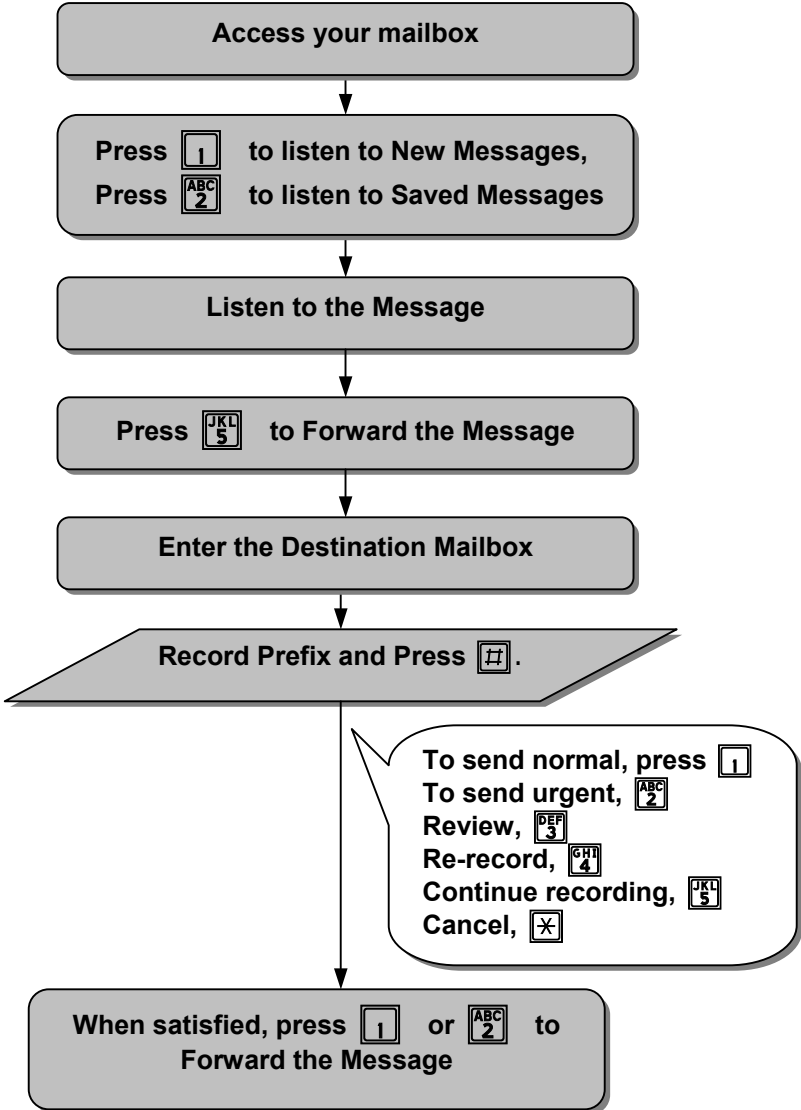 Access your mailbox
Press 1 to listen to New Messages,
Press ABC 2 to listen to Saved Messages
Listen to the Message
Press JKL 5 to Forward the Message
Enter the Destination Mailbox
Record Prefix and Press #.
To send normal, press 1
To send urgent, ABC 2
Review, DEF 3
Re-record, GHI 4
Continue recording, JKL 5
Cancel, *
When satisfied, press 1 or ABC 2 to
Forward the Message